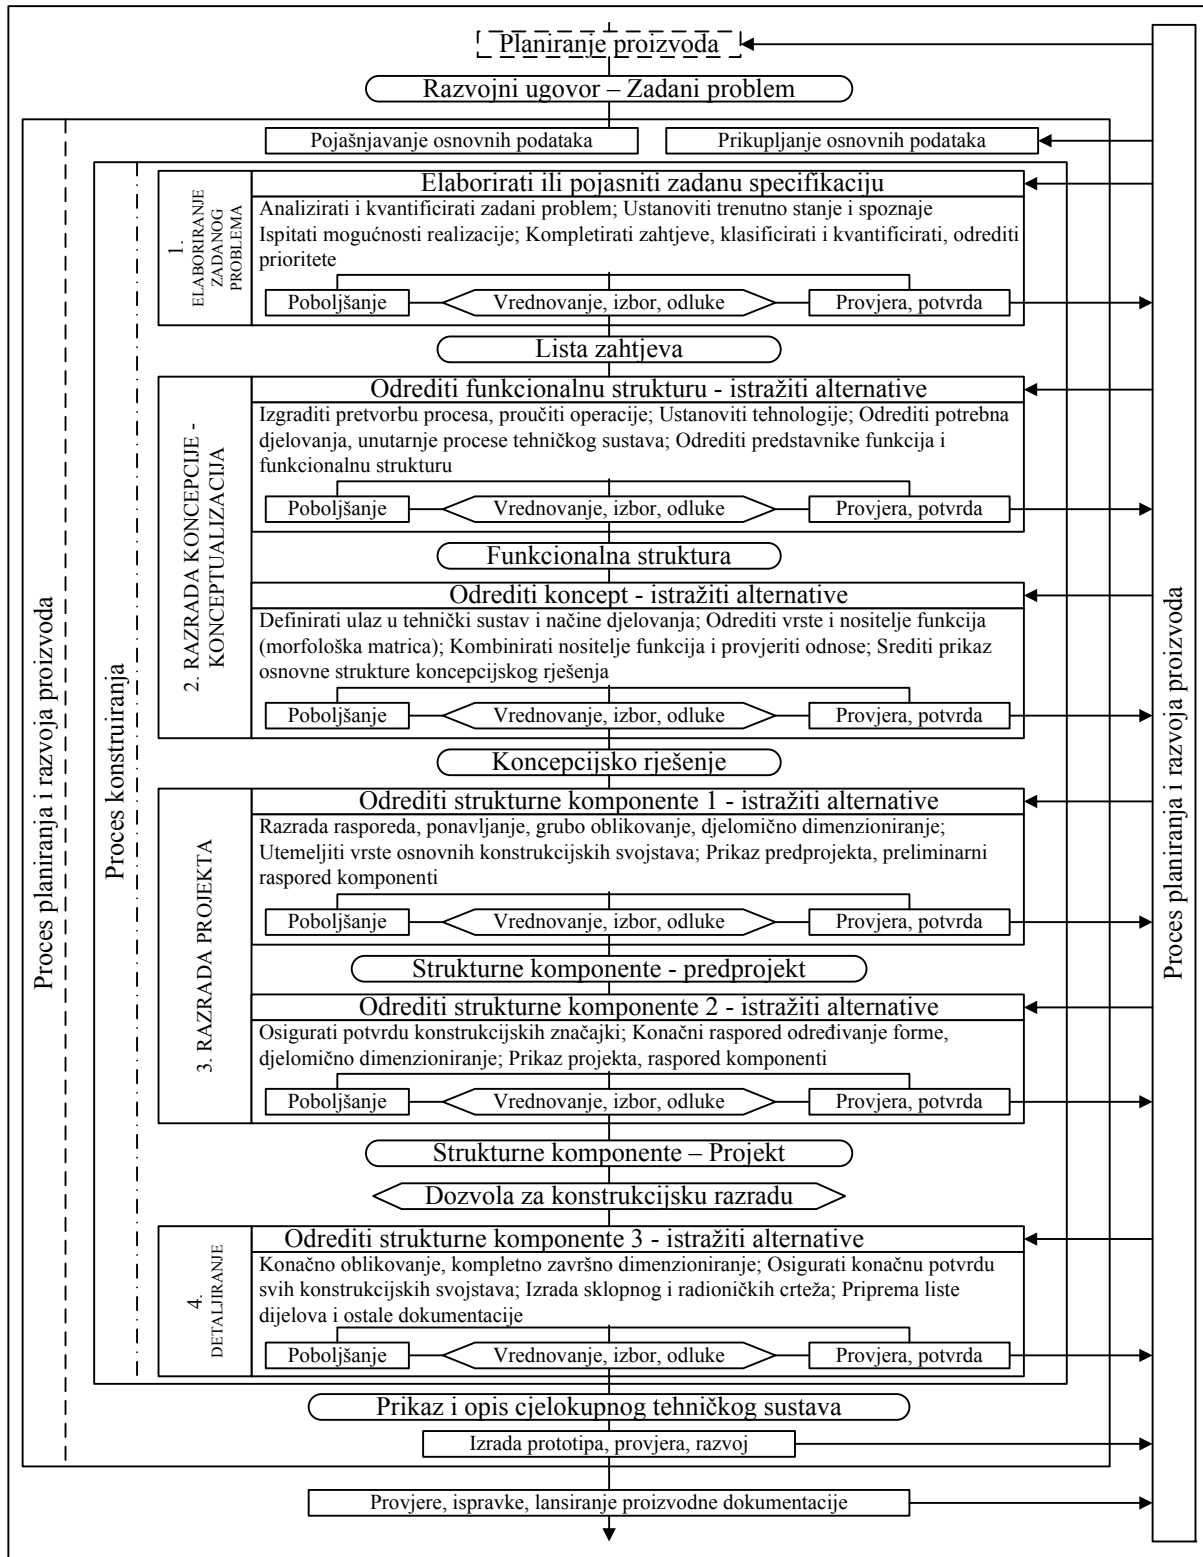 Planiranje proizvoda
Razvojni ugovor – Zadani problem
Pojašnjavanje osnovnih podataka
Prikupljanje osnovnih podataka
Proces planiranja i razvoja proizvoda
Proces konstruiranja
Proces planiranja i razvoja proizvoda
1.
ELABORIRANJE
ZADANOG
PROBLEMA
Elaborirati ili pojasniti zadanu specifikaciju
Analizirati i kvantificirati zadani problem; Ustanoviti trenutno stanje i spoznaje
Ispitati mogućnosti realizacije; Kompletirati zahtjeve, klasificirati i kvantificirati, odrediti
prioritete
Poboljšanje
Vrednovanje, izbor, odluke
Provjera, potvrda
Lista zahtjeva
2. RAZRADA KONCEPCIJE -
KONCEPTUALIZACIJA
Odrediti funkcionalnu strukturu - istražiti alternative
Izgraditi pretvorbu procesa, proučiti operacije; Ustanoviti tehnologije; Odrediti potrebna
djelovanja, unutarnje procese tehničkog sustava; Odrediti predstavnike funkcija i
funkcionalnu strukturu
Poboljšanje
Vrednovanje, izbor, odluke
Provjera, potvrda
Funkcionalna struktura
Odrediti koncept - istražiti alternative
Definirati ulaz u tehnički sustav i načine djelovanja; Odrediti vrste i nositelje funkcija
(morfološka matrica); Kombinirati nositelje funkcija i provjeriti odnose; Srediti prikaz
osnovne strukture koncepcijskog rješenja
Poboljšanje
Vrednovanje, izbor, odluke
Provjera, potvrda
Koncepcijsko rješenje
3. RAZRADA PROJEKTA
Odrediti strukturne komponente 1 - istražiti alternative
Razrada rasporeda, ponavljanje, grubo oblikovanje, djelomično dimenzioniranje;
Utemeljiti vrste osnovnih konstrukcijskih svojstava; Prikaz predprojekta, preliminarni
raspored komponenti
Poboljšanje
Vrednovanje, izbor, odluke
Provjera, potvrda
Strukturne komponente - predprojekt
Odrediti strukturne komponente 2 - istražiti alternative
Osigurati potvrdu konstrukcijskih značajki; Konačni raspored određivanje forme,
djelomično dimenzioniranje; Prikaz projekta, raspored komponenti
Poboljšanje
Vrednovanje, izbor, odluke
Provjera, potvrda
Strukturne komponente – Projekt
Dozvola za konstrukcijsku razradu
4.
DETALJIRANJE
Odrediti strukturne komponente 3 - istražiti alternative
Konačno oblikovanje, kompletno završno dimenzioniranje; Osigurati konačnu potvrdu
svih konstrukcijskih svojstava; Izrada sklopnog i radioničkih crteža; Priprema liste
dijelova i ostale dokumentacije
Poboljšanje
Vrednovanje, izbor, odluke
Provjera, potvrda
Prikaz i opis cjelokupnog tehničkog sustava
Izrada prototipa, provjera, razvoj
Provjere, ispravke, lansiranje proizvodne dokumentacije